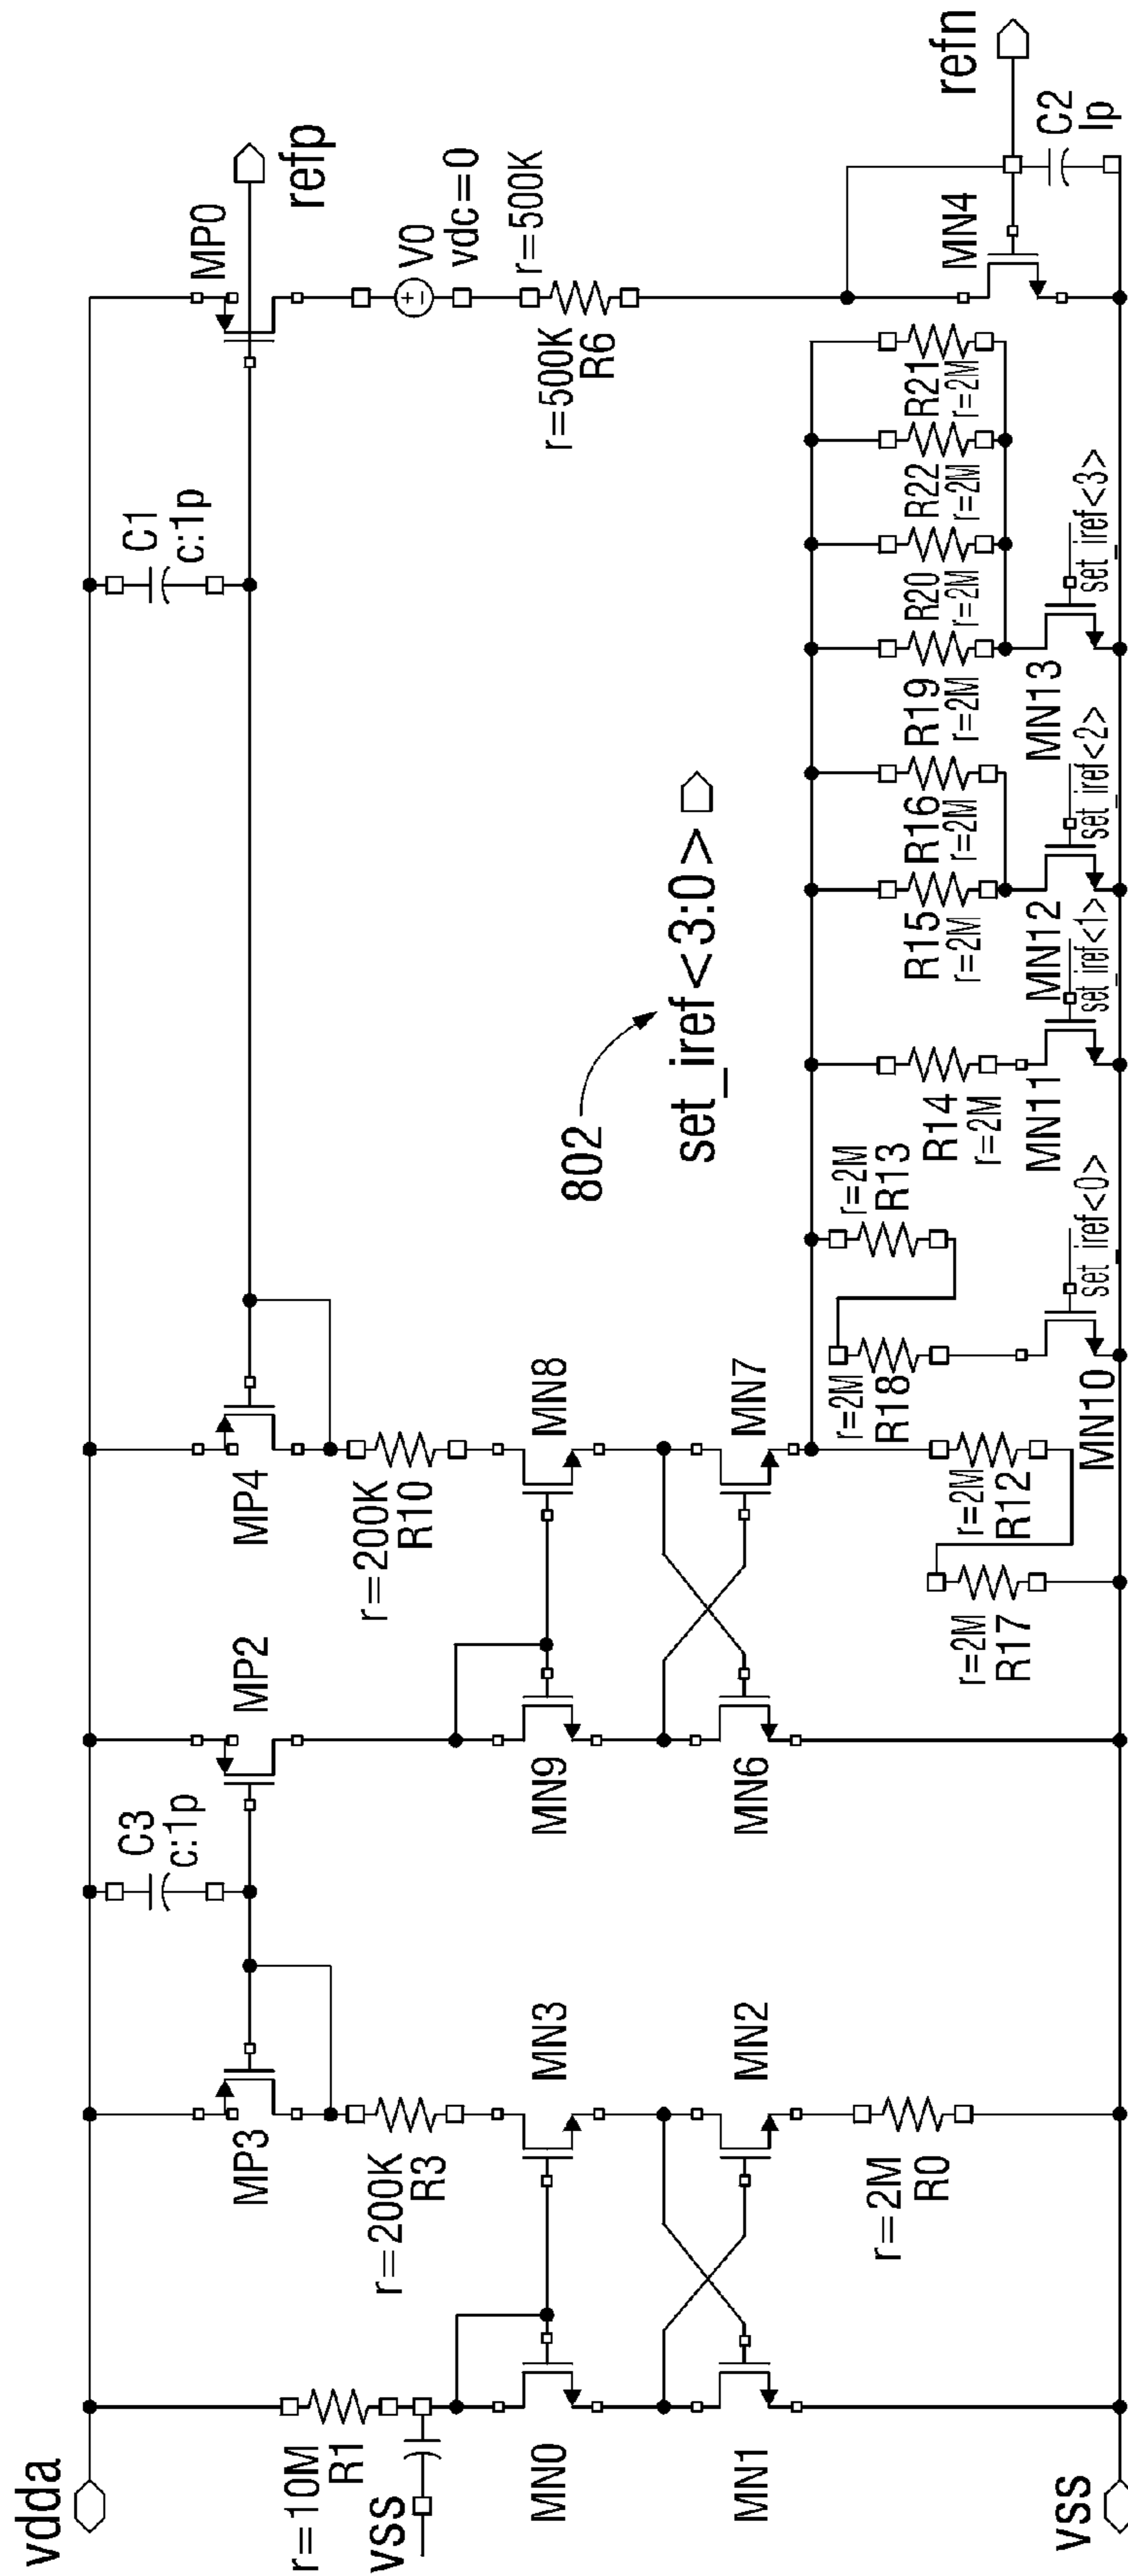 vdda
r=10M
R1
vss
MN0
MN1
vss
MP3
r=200K
R3
MN3
MN2
r=2M
R0
C3
c:1p
MP2
MN9
MN6
MP4
r=200K
R10
MN8
MN7
r=2M
R12
r=2M
R17
r=2M
R18
r=2M
R13
MN10
set_iref<0>
R14
r=2M
MN11
set_iref<1>
802
set_iref<3:0>
R15
r=2M
R16
r=2M
MN12
set_iref<2>
R19
r=2M
R20
r=2M
R22
r=2M
R21
r=2M
MN13
set_iref<3>
C1
c:1p
MP0
refp
V0
vdc=0
r=500K
r=500K
R6
MN4
refn
C2
Ip